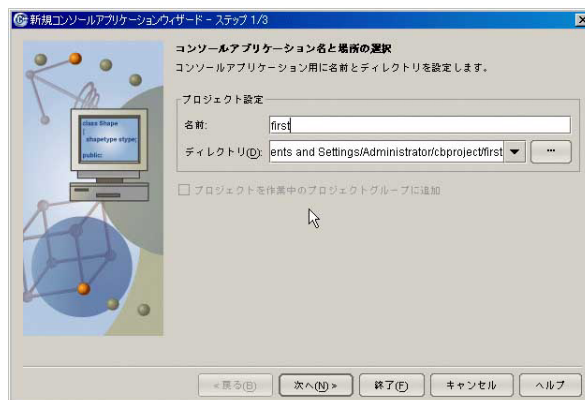 新規コンソールアプリケーションウィザード - ステップ 1/3
コンソールアプリケーション名と場所の選択
コンソールアプリケーション用に名前とディレクトリを設定します。
class Shape
{
shapetype stype;
public:
プロジェクト設定
名前: first
ディレクトリ(D): ents and Settings/Administrator/cbproject/first ...
プロジェクトを作業中のプロジェクトグループに追加
«戻る(B) 次へ(N)» 終了(F) キャンセル ヘルプ